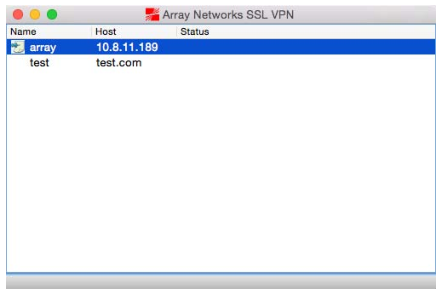 Array Networks SSL VPN
Name Host Status
array 10.8.11.189
test test.com